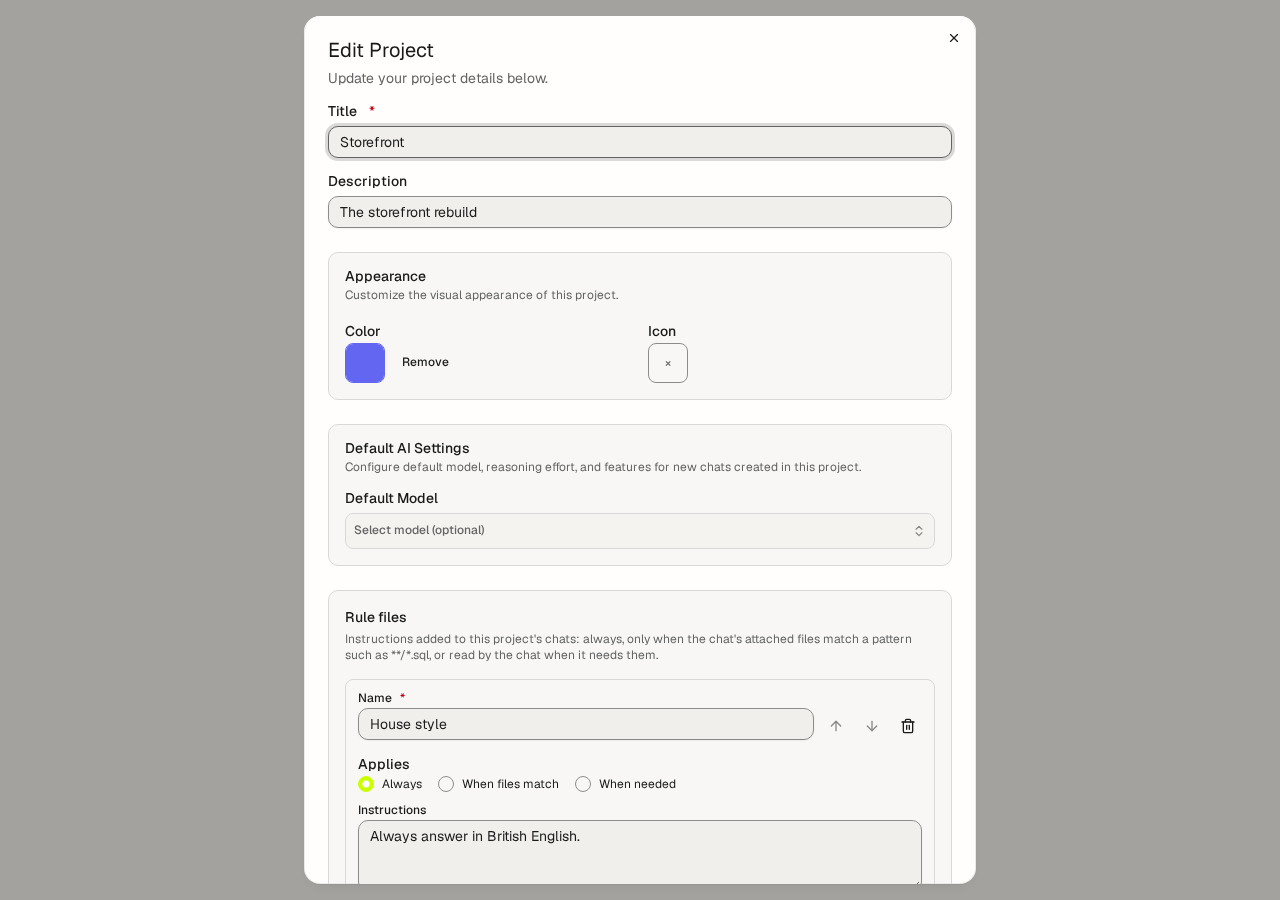 Edit Project
Update your project details below.
Title *
Storefront
Description
The storefront rebuild
Appearance
Customize the visual appearance of this project.
Color
Icon
Remove
×
Default AI Settings
Configure default model, reasoning effort, and features for new chats created in this project.
Default Model
Select model (optional)
Rule files
Instructions added to this project's chats: always, only when the chat's attached files match a pattern
such as **/*.sql, or read by the chat when it needs them.
Name *
House style
Applies
Always
When files match
When needed
Instructions
Always answer in British English.